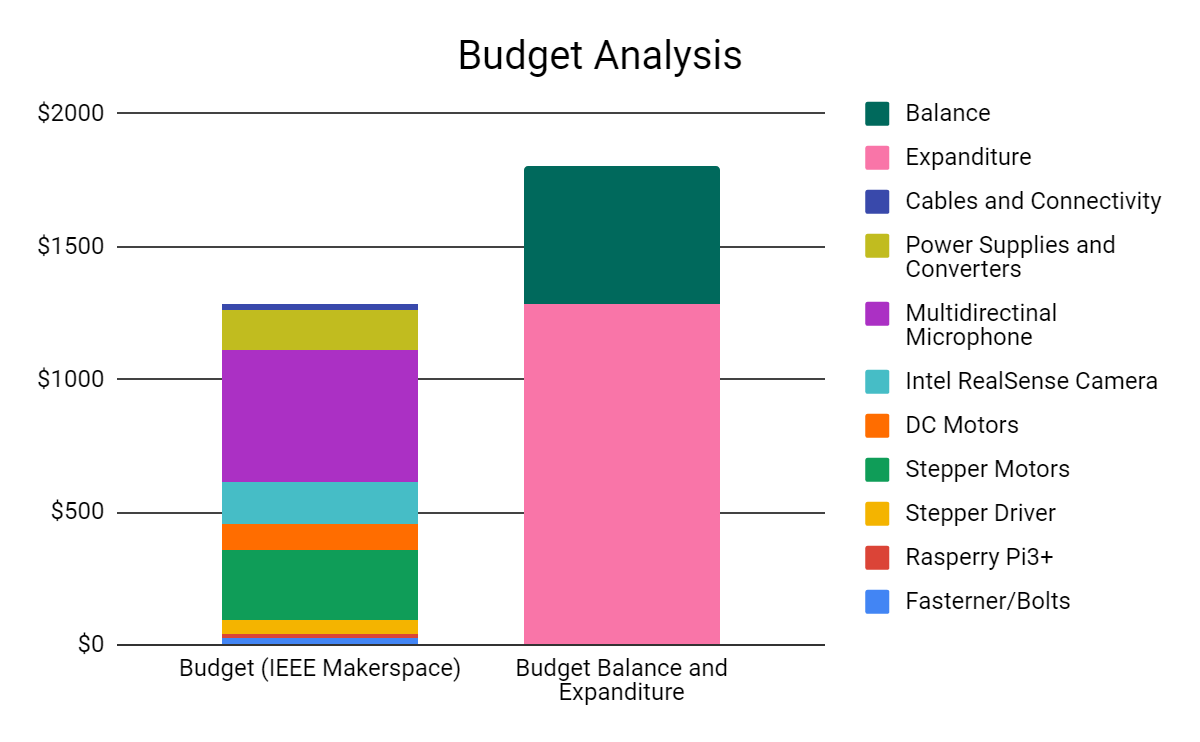 Budget Analysis
$2000
$1500
$1000
$500
$0
Budget (IEEE Makerspace)
Budget Balance and
Expanditure
Balance
Expanditure
Cables and Connectivity
Power Supplies and
Converters
Multidirectinal
Microphone
Intel RealSense Camera
DC Motors
Stepper Motors
Stepper Driver
Rasperry Pi3+
Fasterner/Bolts